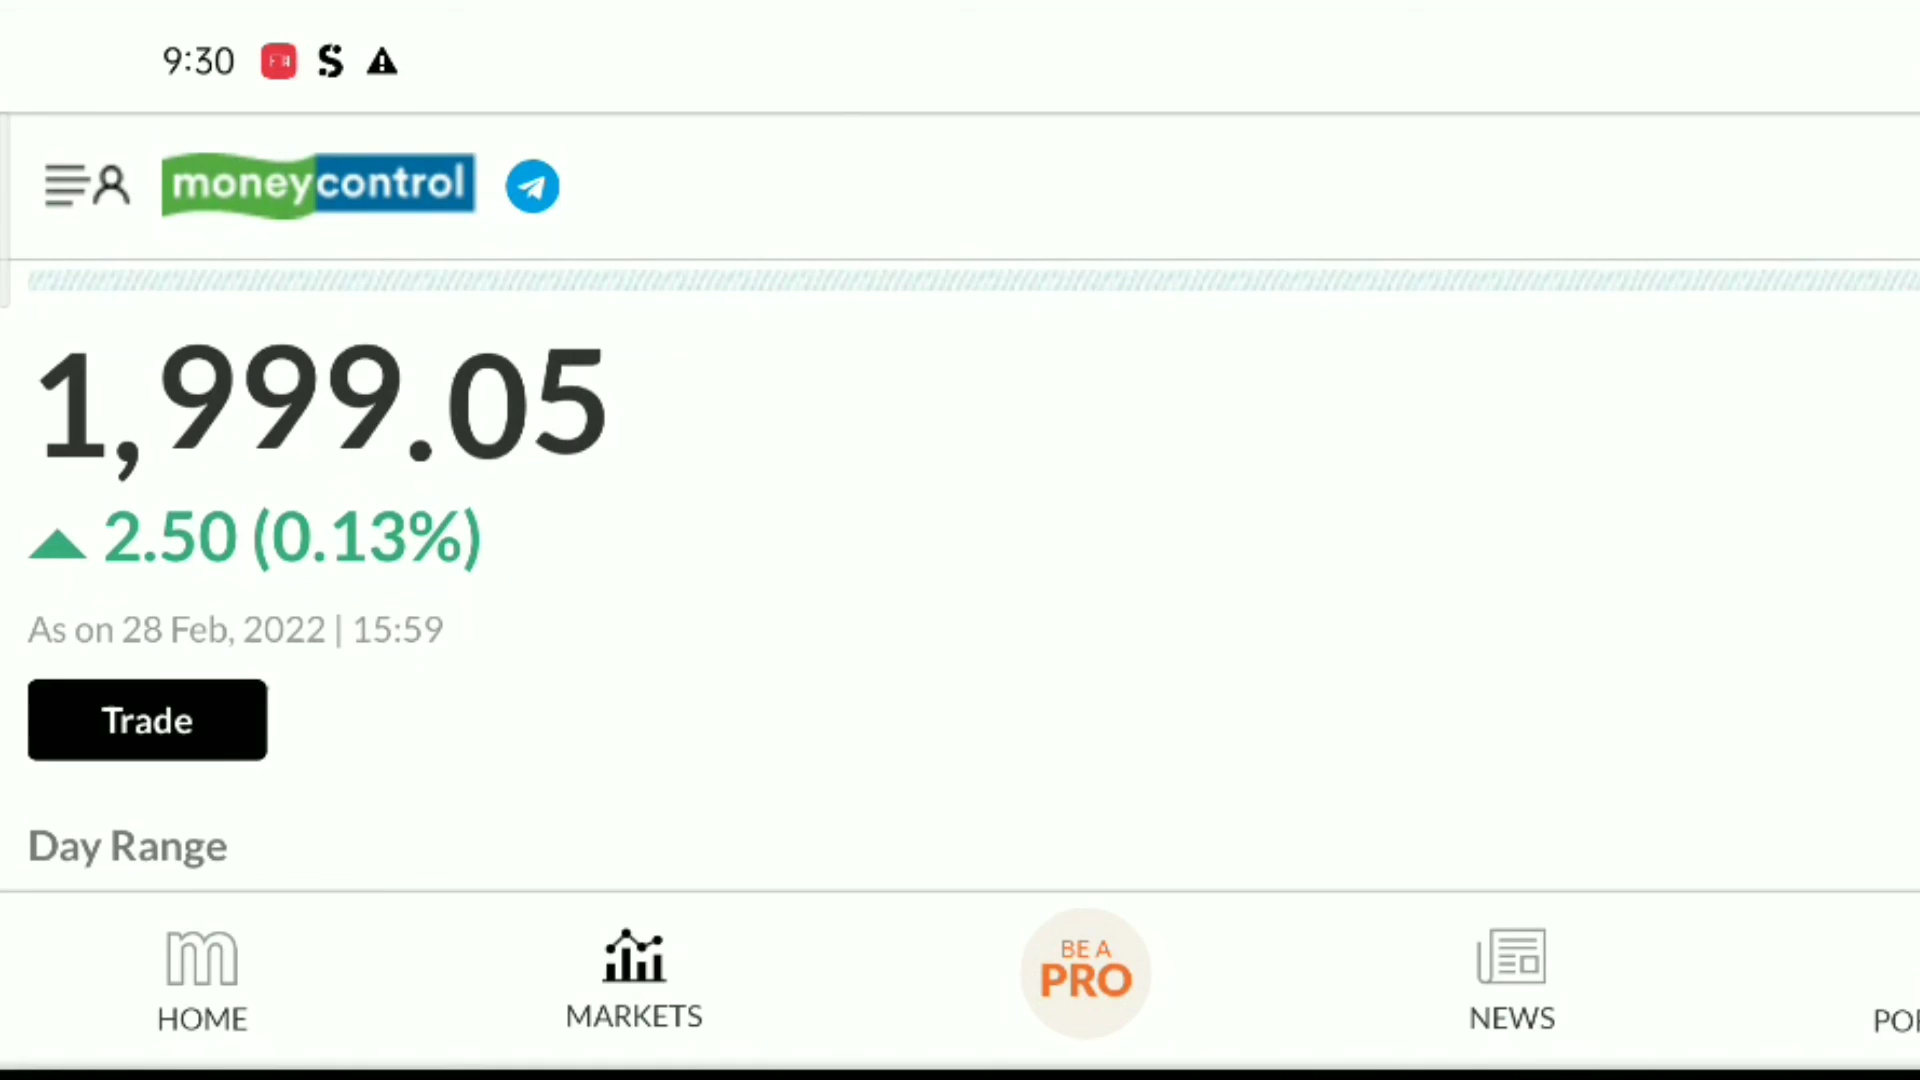 9:30
moneycontrol
1,999.05
2.50 (0.13%)
As on 28 Feb, 2022 | 15:59
Trade
Day Range
BE A
PRO
HOME
MARKETS
NEWS